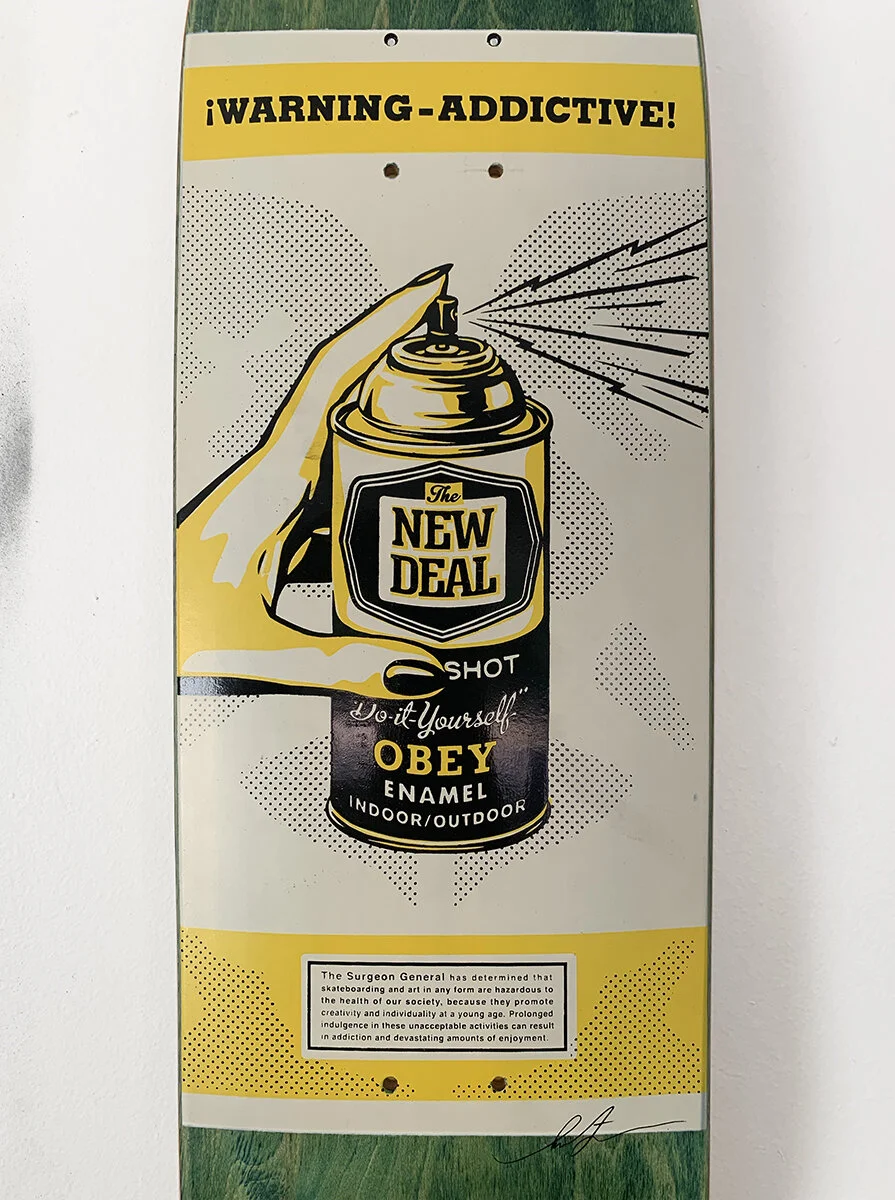 ¡WARNING-ADDICTIVE!
The
NEW
DEAL
SHOT
"Do-it-Yourself"
OBEY
ENAMEL
INDOOR/OUTDOOR
The Surgeon General has determined that
skateboarding and art in any form are hazardous to
the health of our society, because they promote
creativity and individuality at a young age. Prolonged
indulgence in these unacceptable activities can result
in addiction and devastating amounts of enjoyment.